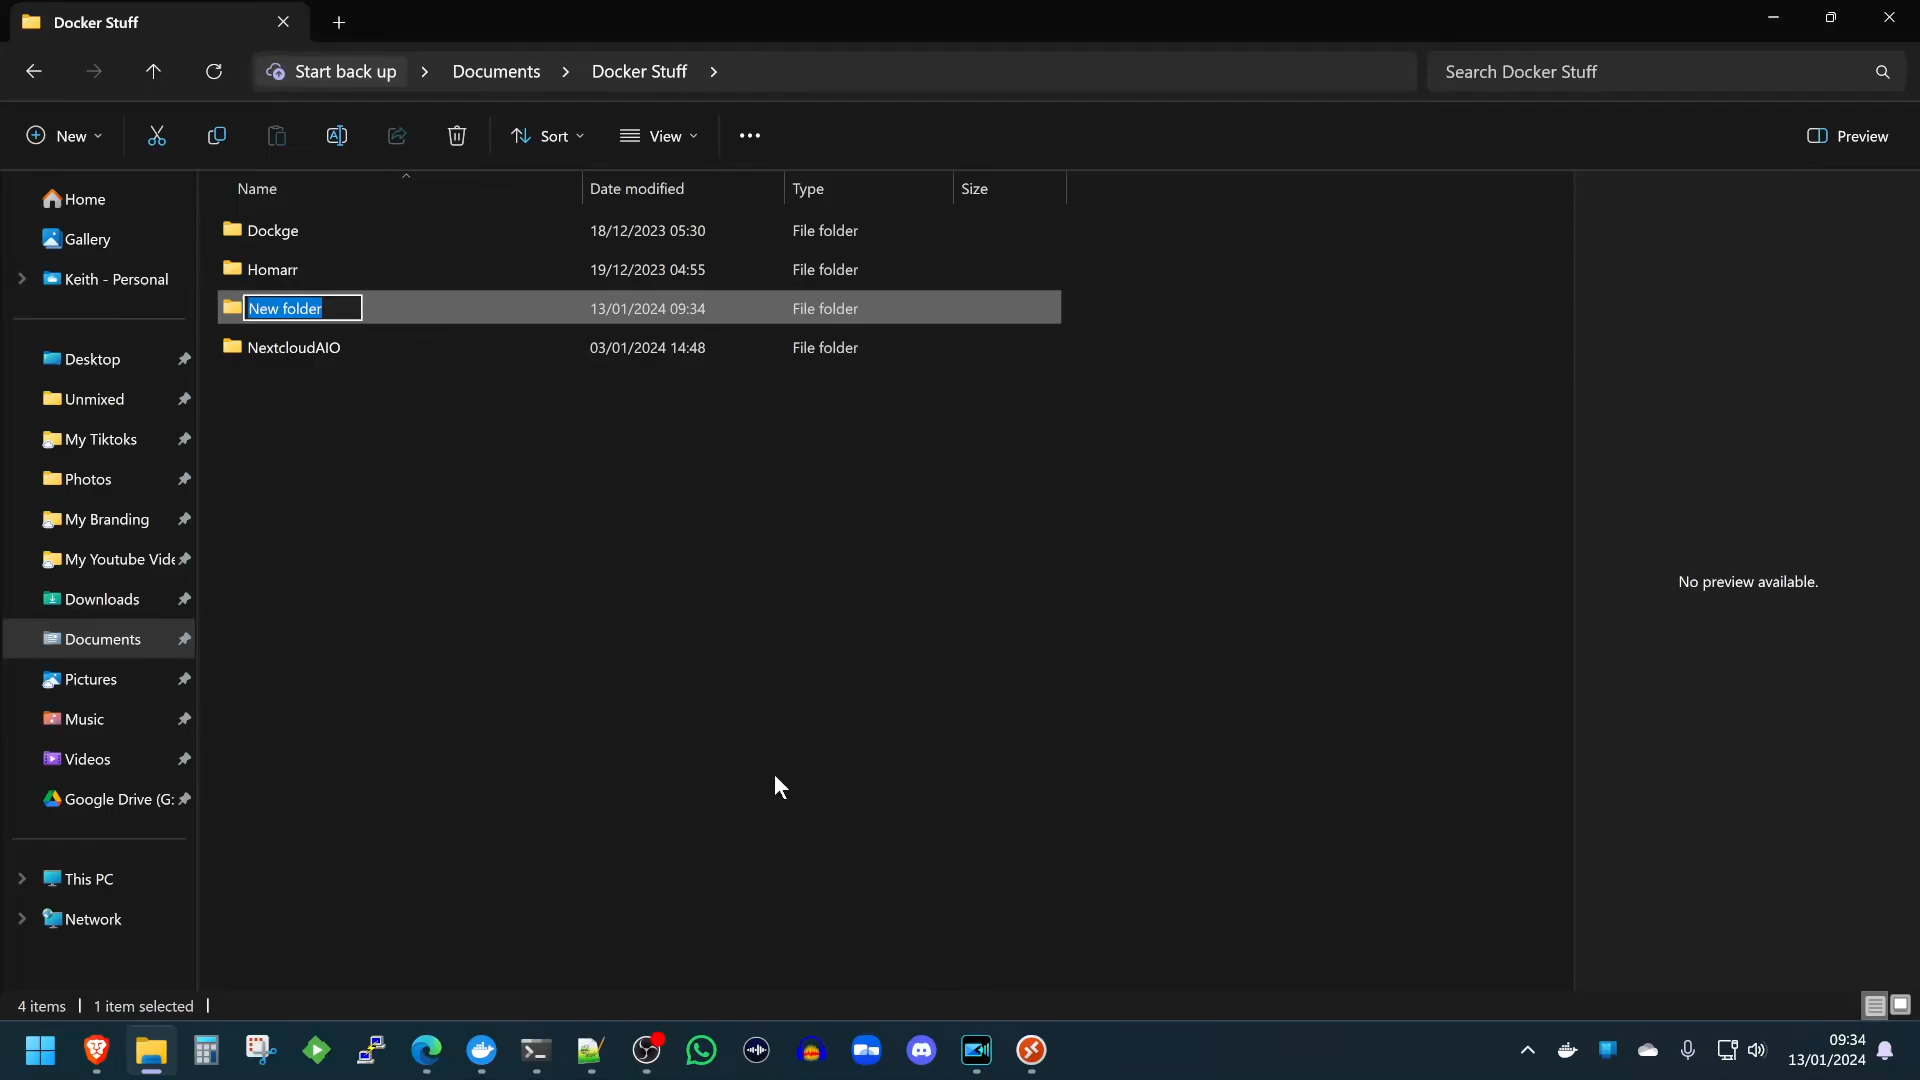 Docker Stuff
Start back up > Documents > Docker Stuff >
Search Docker Stuff
New
Sort
View
Preview
Name Date modified Type Size
Home
Gallery
Keith - Personal
Desktop
Unmixed
My Tiktoks
Photos
My Branding
My Youtube Vide
Downloads
Documents
Pictures
Music
Videos
Google Drive (G:
This PC
Network
Dockge 18/12/2023 05:30 File folder
Homarr 19/12/2023 04:55 File folder
New folder 13/01/2024 09:34 File folder
NextcloudAIO 03/01/2024 14:48 File folder
No preview available.
4 items 1 item selected
09:34
13/01/2024